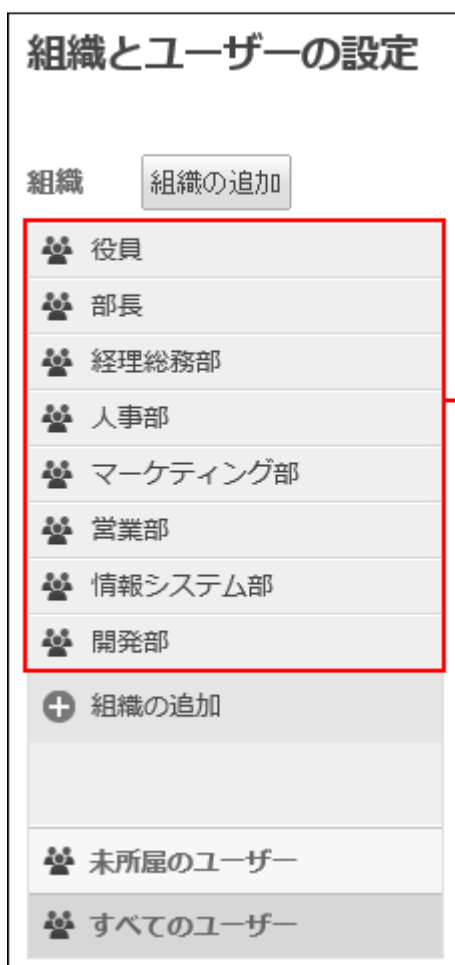 組織とユーザーの設定
組織 組織の追加
役員
部長
経理総務部
人事部
マーケティング部
営業部
情報システム部
開発部
組織の追加
未所属のユーザー
すべてのユーザー